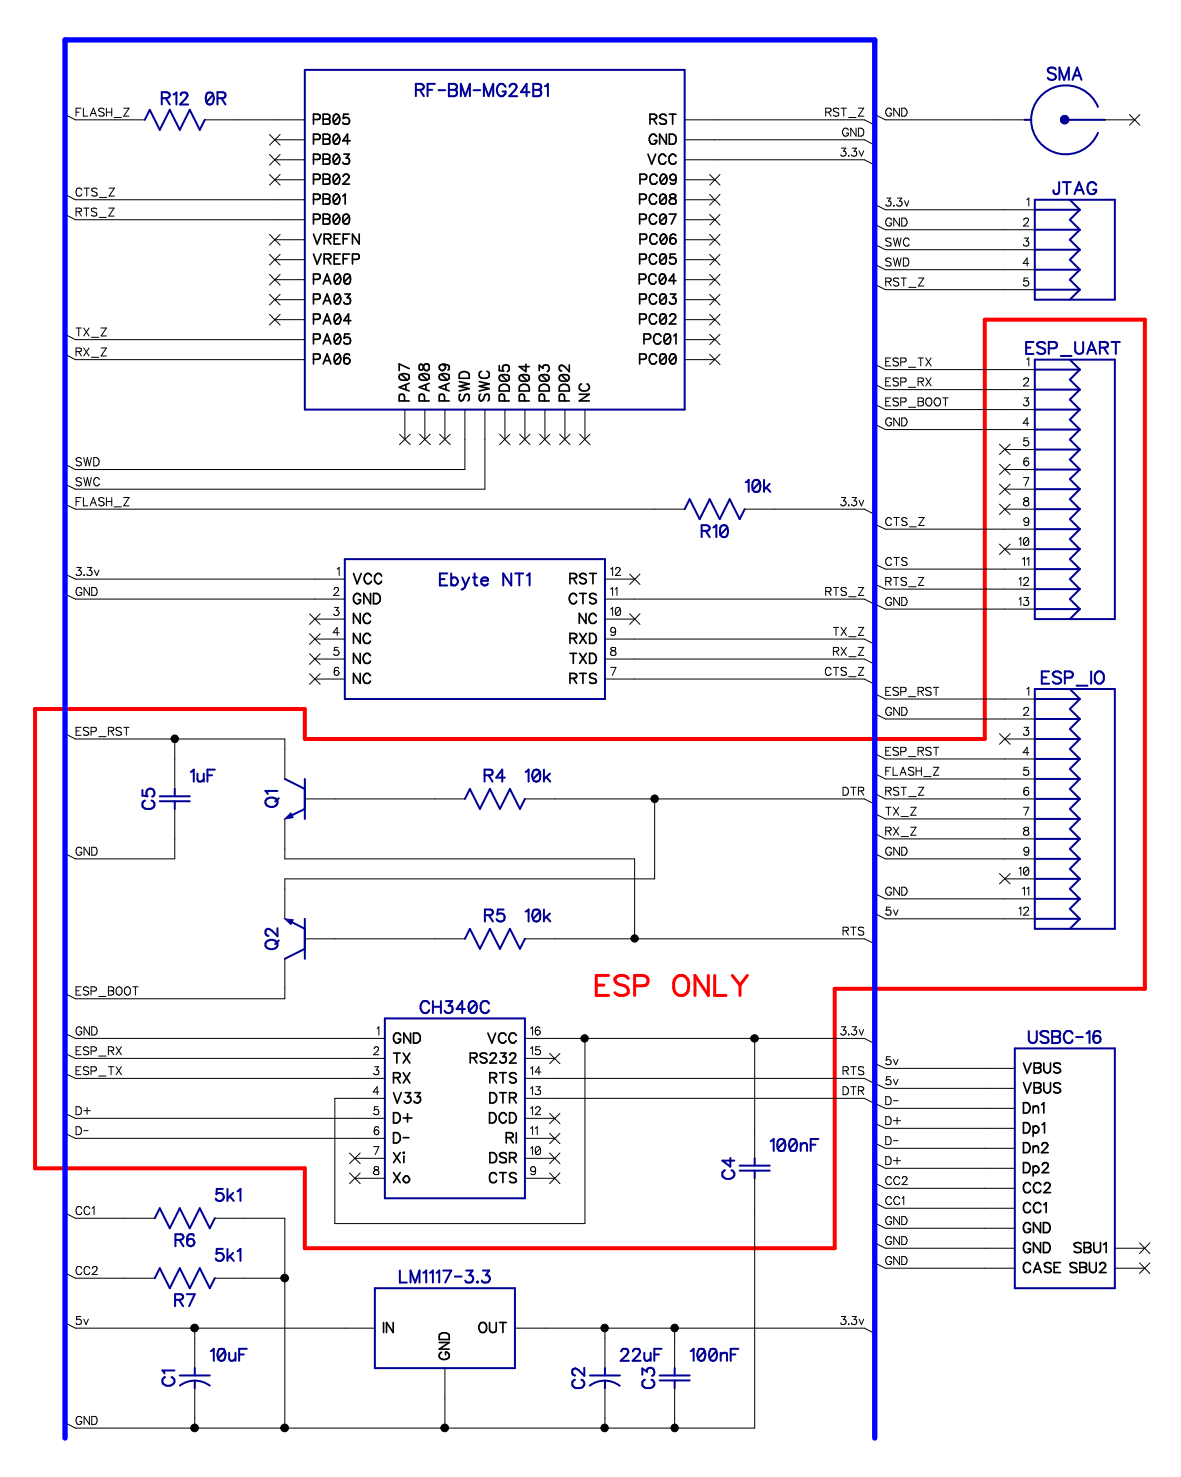 RF-BM-MG24B1
R12 0R
FLASH_Z
PB05
PB04
PB03
PB02
CTS_Z
PB01
RTS_Z
PB00
VREFN
VREFP
PA00
PA03
PA04
TX_Z
PA05
RX_Z
PA06
PA07
PA08
PA09
SWD
SWC
PD05
PD04
PD03
PD02
NC
RST
RST_Z
GND
GND
VCC
3.3v
PC09
PC08
PC07
PC06
PC05
PC04
PC03
PC02
PC01
PC00
SWD
SWC
FLASH_Z
10k
R10
3.3v
Ebyte NT1
3.3v
1 VCC
GND
2 GND
3 NC
4 NC
5 NC
6 NC
RST 12
CTS 11
RTS_Z
NC 10
RXD 9
TX_Z
TXD 8
RX_Z
RTS 7
CTS_Z
ESP_RST
C5
1uF
GND
Q1
R4 10k
DTR
Q2
R5 10k
RTS
ESP_BOOT
ESP ONLY
CH340C
GND
1 GND
ESP_RX
2 TX
ESP_TX
3 RX
4 V33
D+
5 D+
D-
6 D-
7 Xi
8 Xo
VCC 16
3.3v
RS232 15
RTS 14
RTS
DTR 13
DTR
DCD 12
RI 11
DSR 10
CTS 9
C4
100nF
CC1
5k1
R6
CC2
5k1
R7
LM1117-3.3
5v
IN
GND
OUT
3.3v
C1
10uF
C2
22uF
C3
100nF
GND
SMA
GND
JTAG
3.3v 1
GND 2
SWC 3
SWD 4
RST_Z 5
ESP_UART
ESP_TX 1
ESP_RX 2
ESP_BOOT 3
GND 4
5
6
7
8
CTS_Z 9
10
CTS 11
RTS_Z 12
GND 13
ESP_IO
ESP_RST 1
GND 2
3
ESP_RST 4
FLASH_Z 5
RST_Z 6
TX_Z 7
RX_Z 8
GND 9
10
GND 11
5v 12
USBC-16
5v VBUS
5v VBUS
D- Dn1
D+ Dp1
D- Dn2
D+ Dp2
CC2 CC2
CC1 CC1
GND GND
GND GND SBU1
GND CASE SBU2